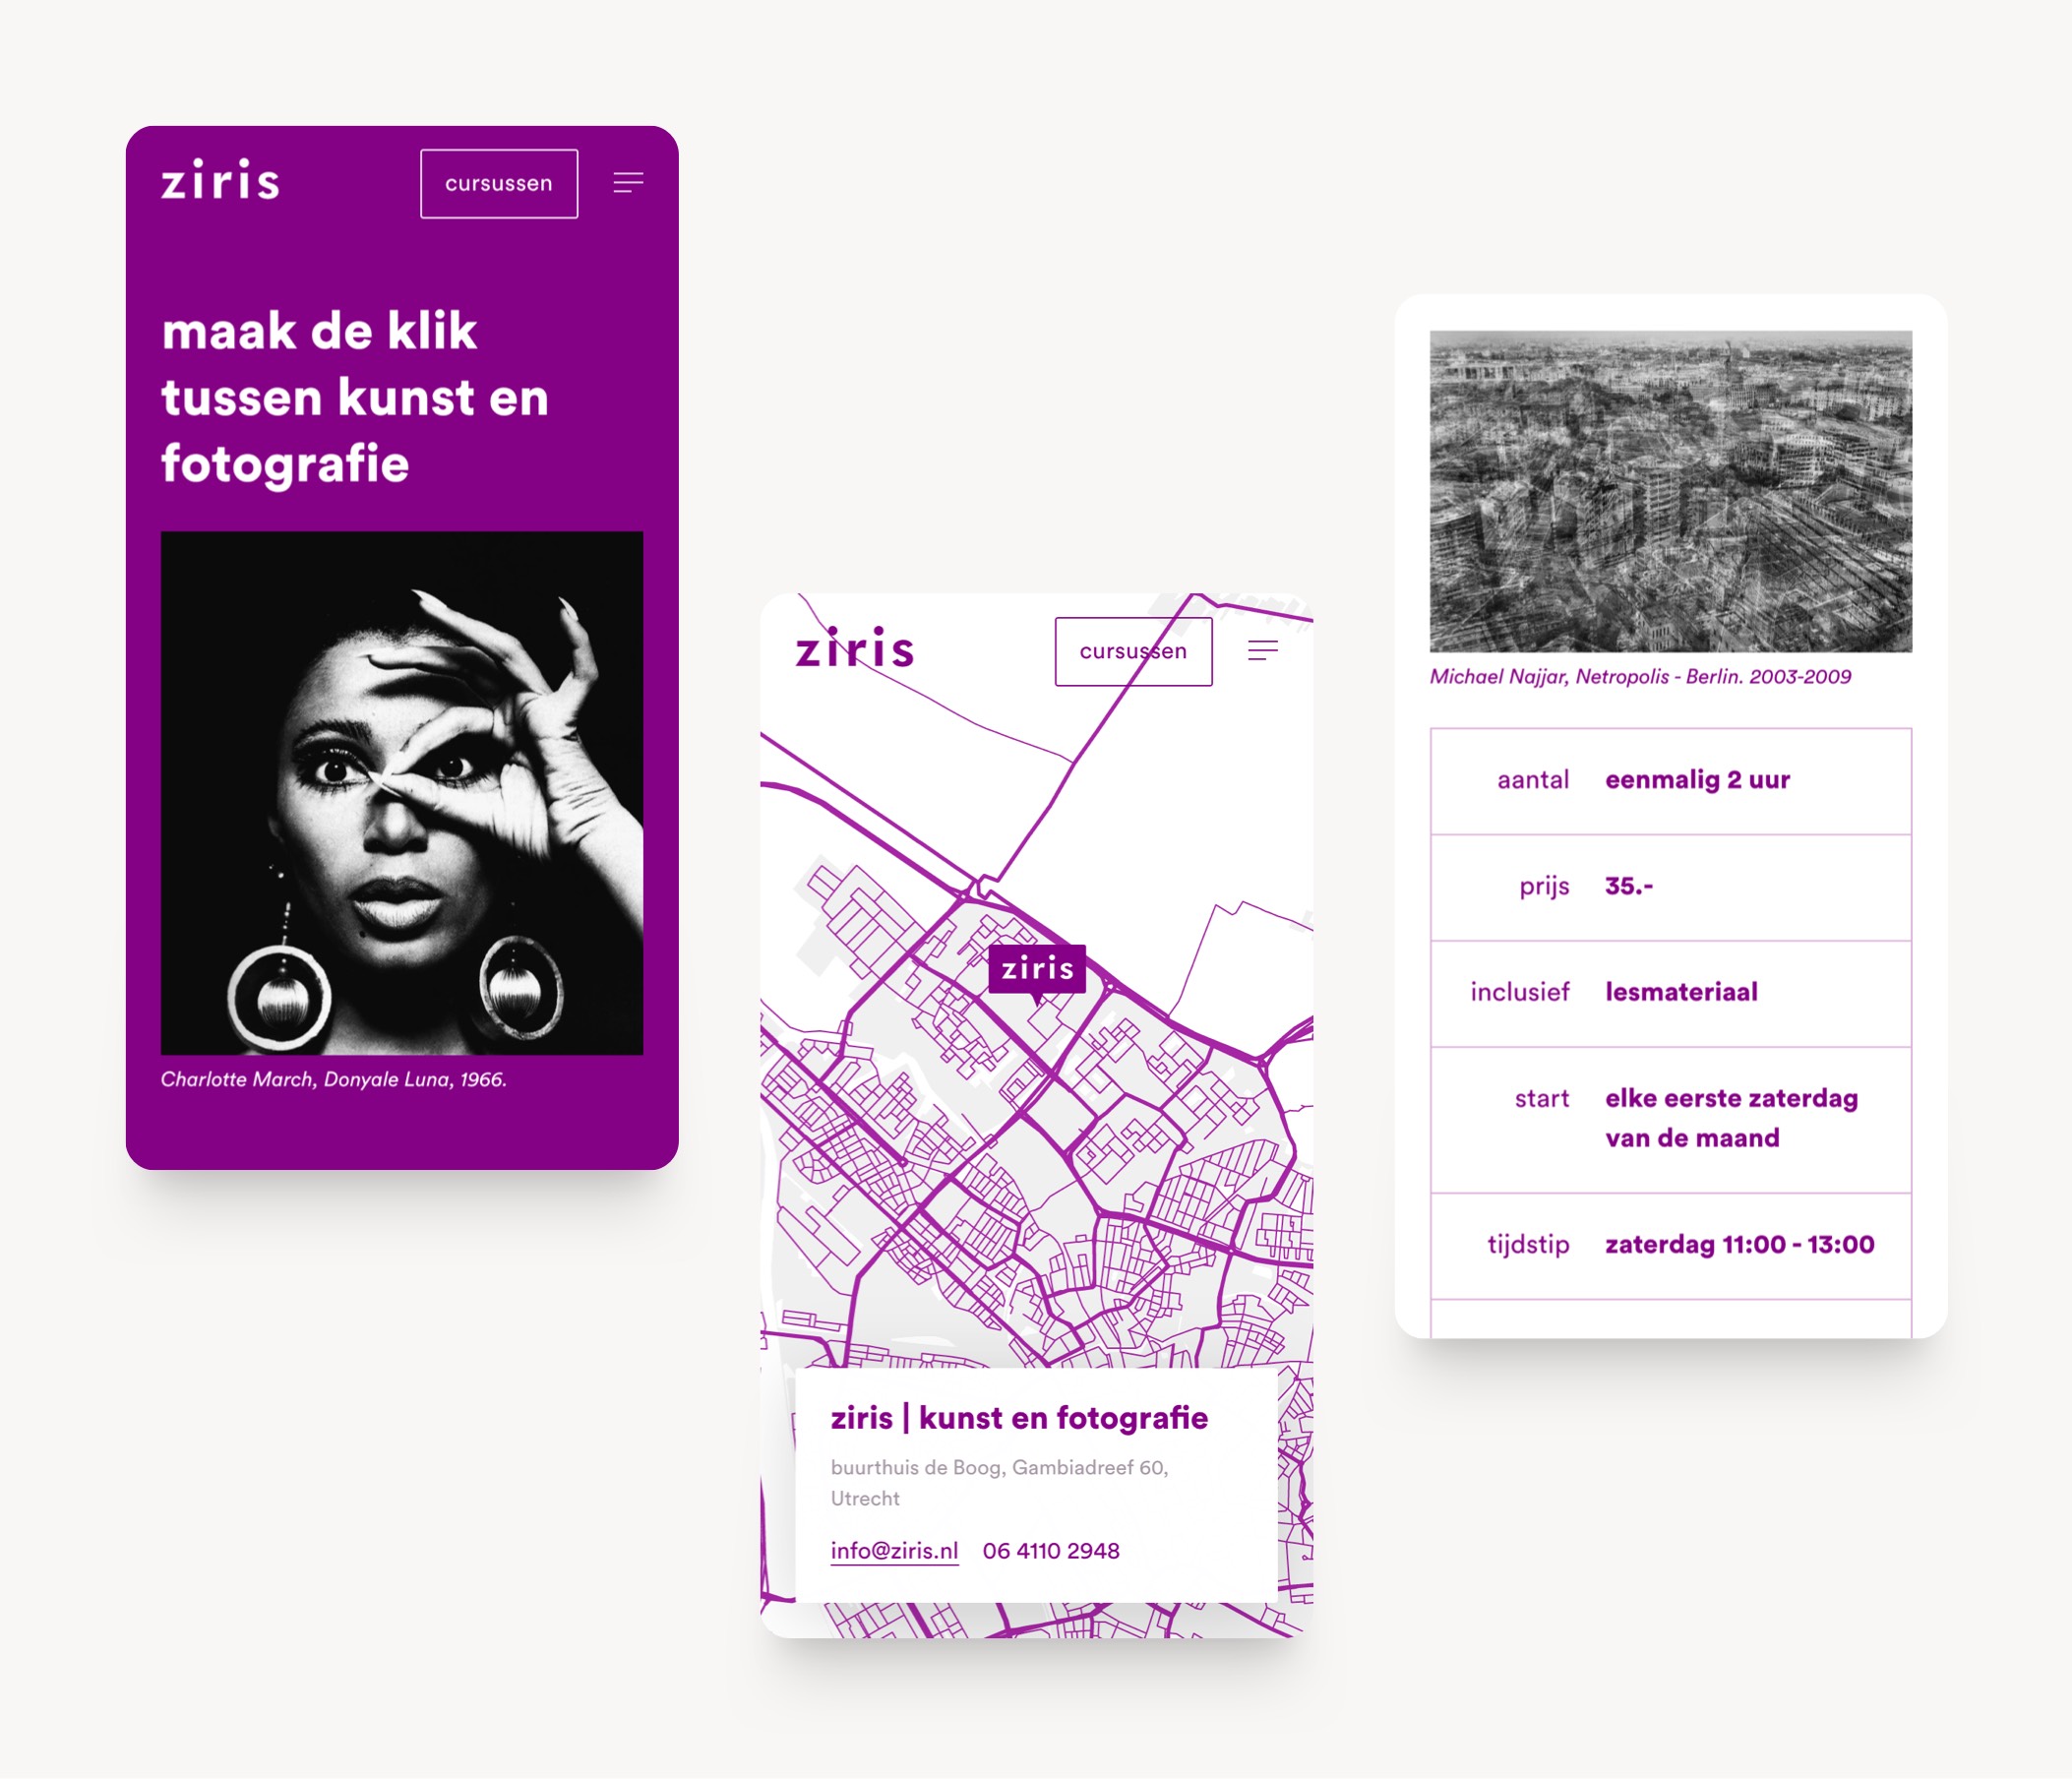 ziris
cursussen
maak de klik
tussen kunst en
fotografie
Charlotte March, Donyale Luna, 1966.
ziris
cursussen
ziris
ziris | kunst en fotografie
buurthuis de Boog, Gambiadreef 60,
Utrecht
info@ziris.nl 06 4110 2948
Michael Najjar, Netropolis - Berlin. 2003-2009
aantal eenmalig 2 uur
prijs 35.-
inclusief lesmateriaal
start elke eerste zaterdag
van de maand
tijdstip zaterdag 11:00 - 13:00